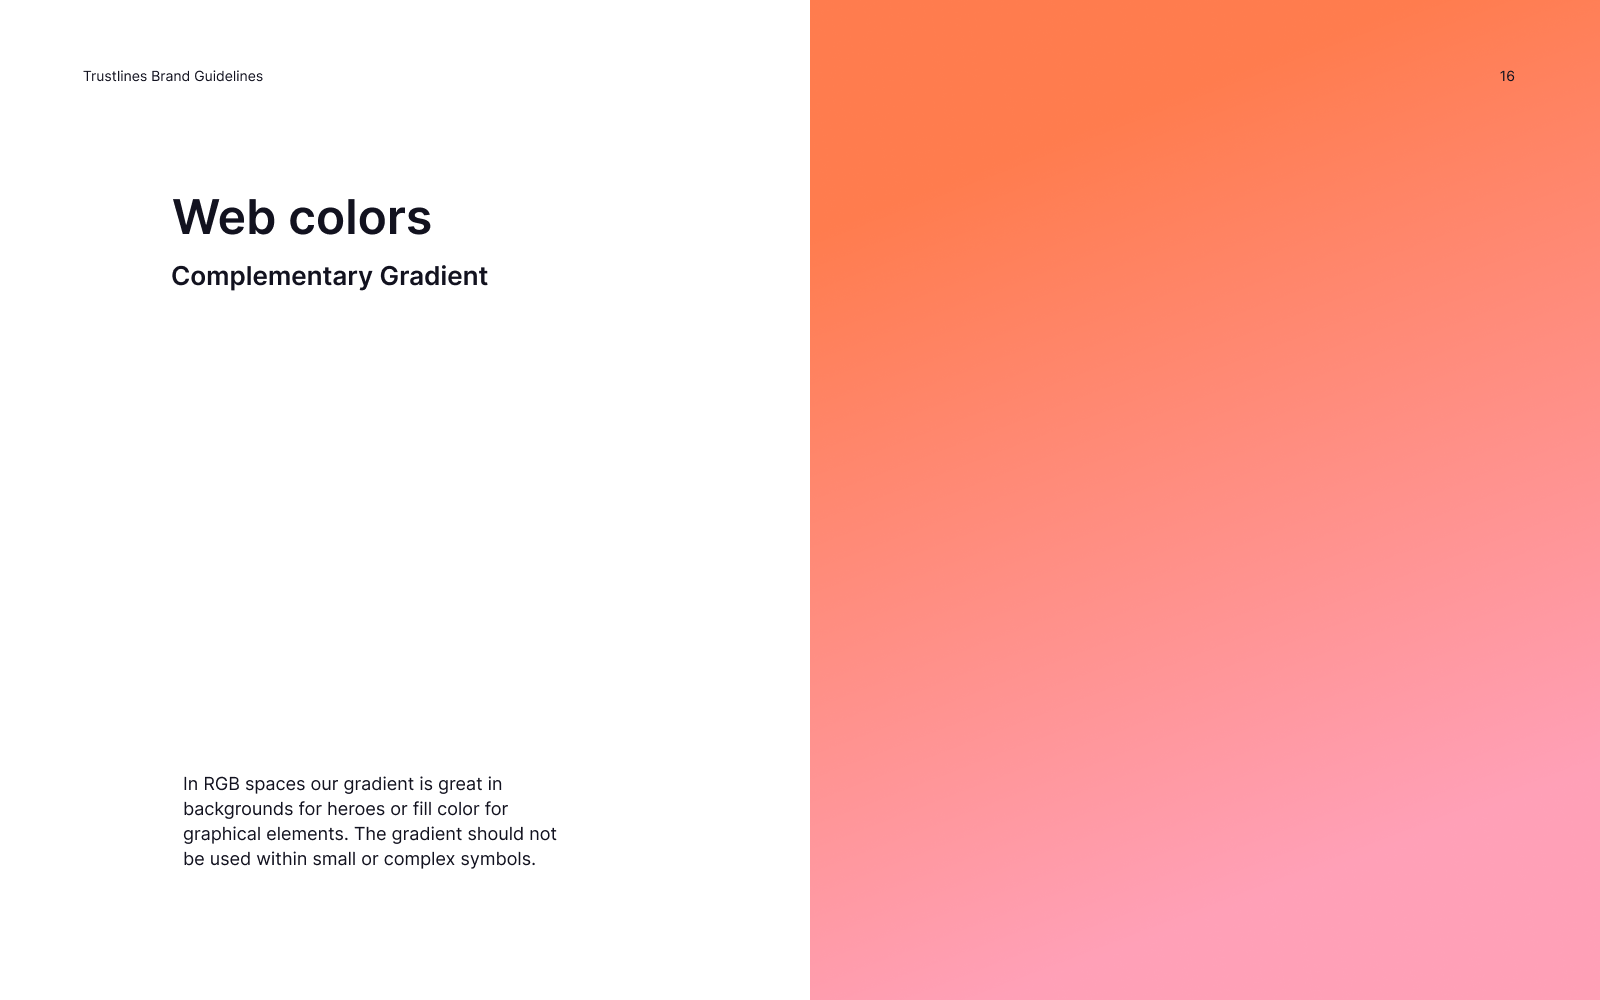 Trustlines Brand Guidelines
16
Web colors
Complementary Gradient
In RGB spaces our gradient is great in
backgrounds for heroes or fill color for
graphical elements. The gradient should not
be used within small or complex symbols.